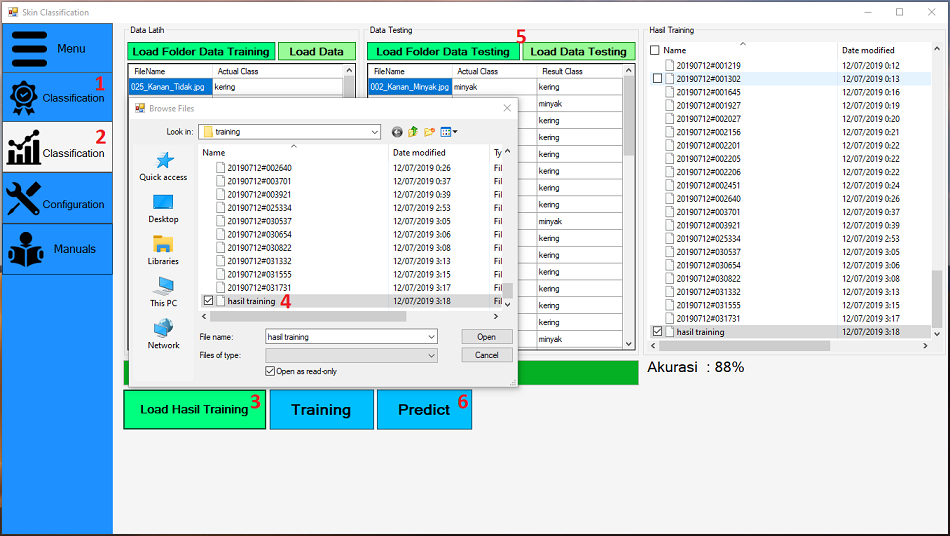 Skin Classification
Menu
1
Classification
2
Classification
Configuration
Manuals
Data Latih
Load Folder Data Training
Load Data
FileName Actual Class
025_Kanan_Tidak.jpg kering
Data Testing
5
Load Folder Data Testing
Load Data Testing
FileName Actual Class Result Class
002_Kanan_Minyak.jpg minyak kering
minyak
kering
kering
kering
kering
kering
kering
minyak
kering
kering
kering
kering
kering
kering
minyak
Browse Files
Look in: training
Quick access
Desktop
Libraries
This PC
Network
Name Date modified Ty
20190712#002640 12/07/2019 0:26 Fil
20190712#003701 12/07/2019 0:37 Fil
20190712#003921 12/07/2019 0:39 Fil
20190712#025334 12/07/2019 2:53 Fil
20190712#030537 12/07/2019 3:05 Fil
20190712#030654 12/07/2019 3:06 Fil
20190712#030822 12/07/2019 3:08 Fil
20190712#031332 12/07/2019 3:13 Fil
20190712#031555 12/07/2019 3:15 Fil
20190712#031731 12/07/2019 3:17 Fil
hasil training 4 12/07/2019 3:18 Fil
File name: hasil training Open
Files of type: Cancel
Open as read-only
Hasil Training
Name Date modified
20190712#001219 12/07/2019 0:12
20190712#001302 12/07/2019 0:13
20190712#001645 12/07/2019 0:16
20190712#001927 12/07/2019 0:19
20190712#002027 12/07/2019 0:20
20190712#002156 12/07/2019 0:21
20190712#002201 12/07/2019 0:22
20190712#002205 12/07/2019 0:22
20190712#002206 12/07/2019 0:22
20190712#002451 12/07/2019 0:24
20190712#002640 12/07/2019 0:26
20190712#003701 12/07/2019 0:37
20190712#003921 12/07/2019 0:39
20190712#025334 12/07/2019 2:53
20190712#030537 12/07/2019 3:05
20190712#030654 12/07/2019 3:06
20190712#030822 12/07/2019 3:08
20190712#031332 12/07/2019 3:13
20190712#031555 12/07/2019 3:15
20190712#031731 12/07/2019 3:17
hasil training 12/07/2019 3:18
Akurasi : 88%
Load Hasil Training 3
Training
Predict 6